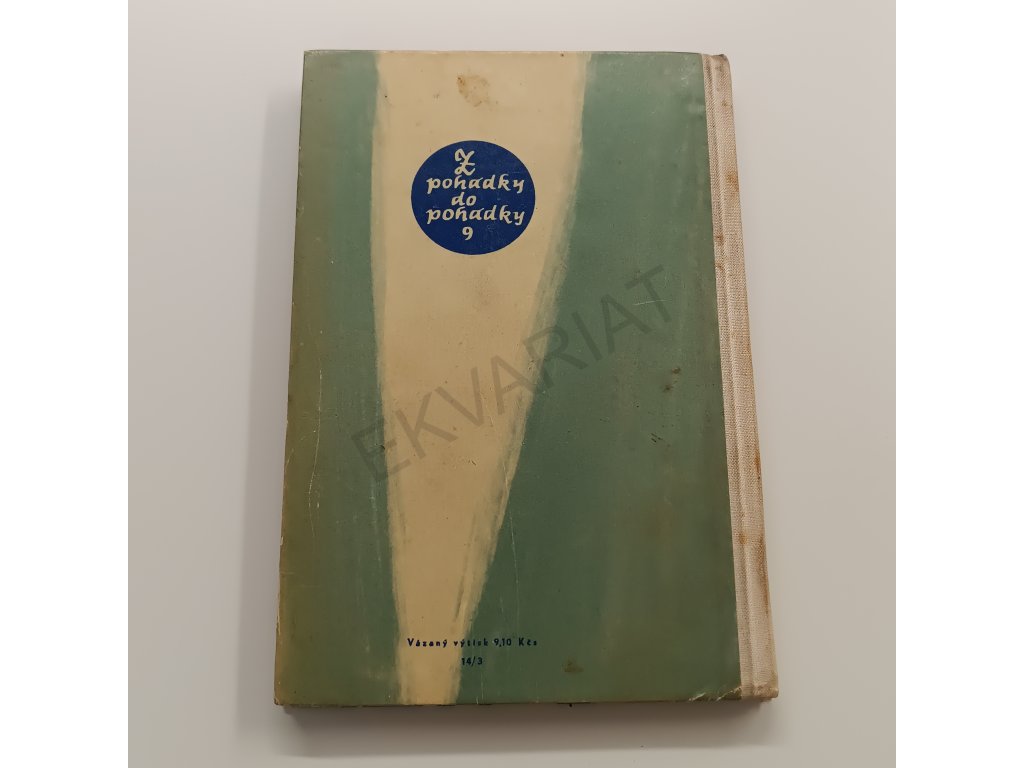 Z
pohádky
do
pohádky
9
EKVARIAT
Vázaný výtisk 9,10 Kčs
14/3